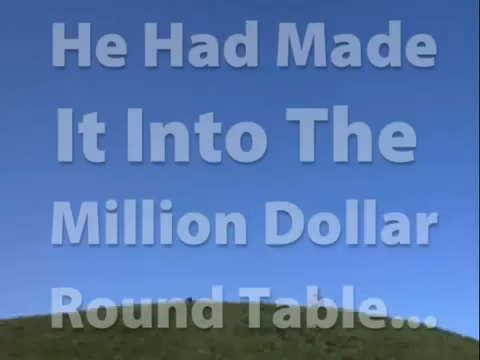 He Had Made
It Into The
Million Dollar
Round Table...